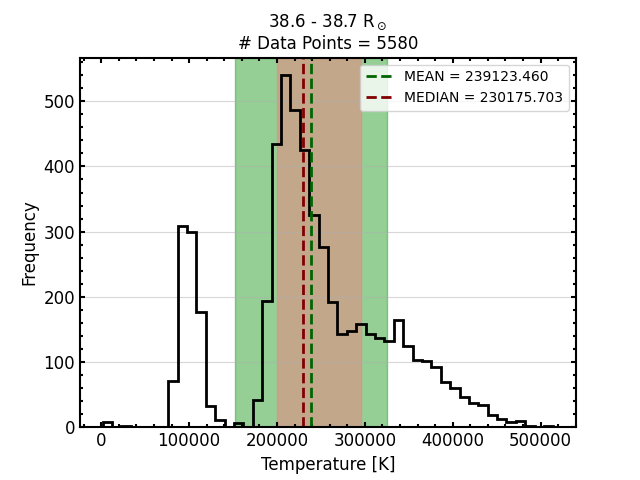 38.6 - 38.7 R⊙
# Data Points = 5580
MEAN = 239123.460
MEDIAN = 230175.703
Frequency
500
400
300
200
100
0
0 100000 200000 300000 400000 500000
Temperature [K]